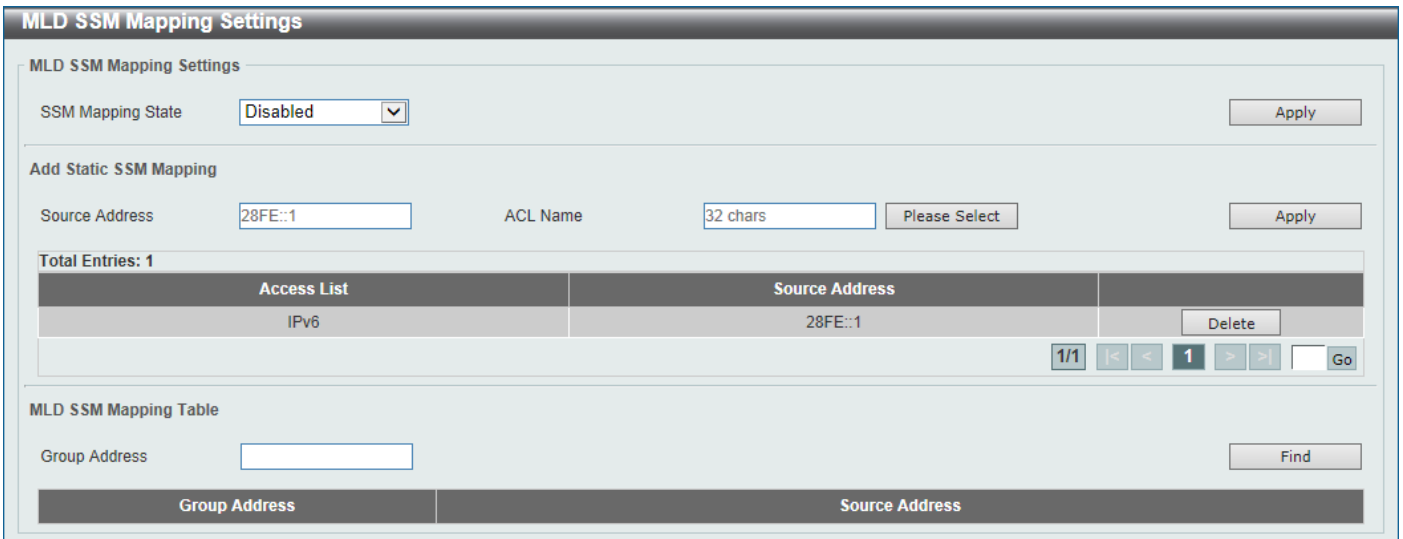 MLD SSM Mapping Settings
MLD SSM Mapping Settings
SSM Mapping State Disabled Apply
Add Static SSM Mapping
Source Address 28FE::1 ACL Name 32 chars Please Select Apply
Total Entries: 1
Access List Source Address
IPv6 28FE::1 Delete
1/1 |< < 1 > >| Go
MLD SSM Mapping Table
Group Address Find
Group Address Source Address